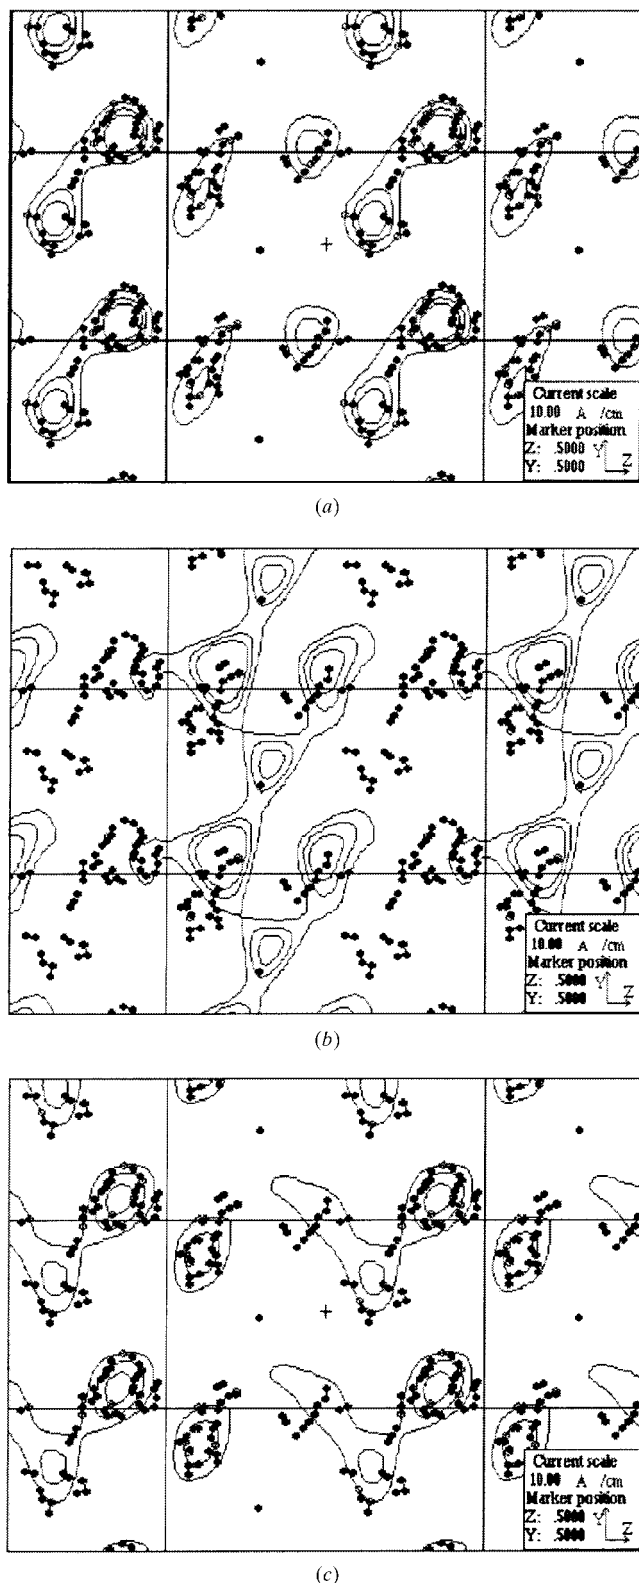 Current scale
10.00 A /cm
Marker position
Z: .5000 Y
Y: .5000 Z
(a)
Current scale
10.00 A /cm
Marker position
Z: .5000 Y
Y: .5000 Z
(b)
Current scale
10.00 A /cm
Marker position
Z: .5000 Y
Y: .5000 Z
(c)